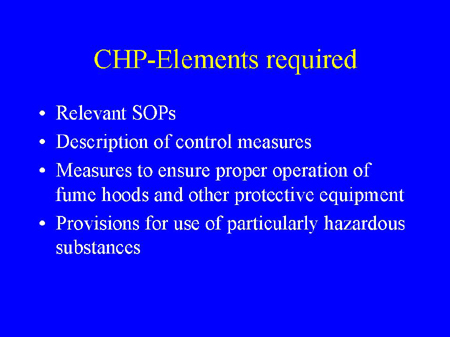 CHP-Elements required
• Relevant SOPs
• Description of control measures
• Measures to ensure proper operation of
fume hoods and other protective equipment
• Provisions for use of particularly hazardous
substances